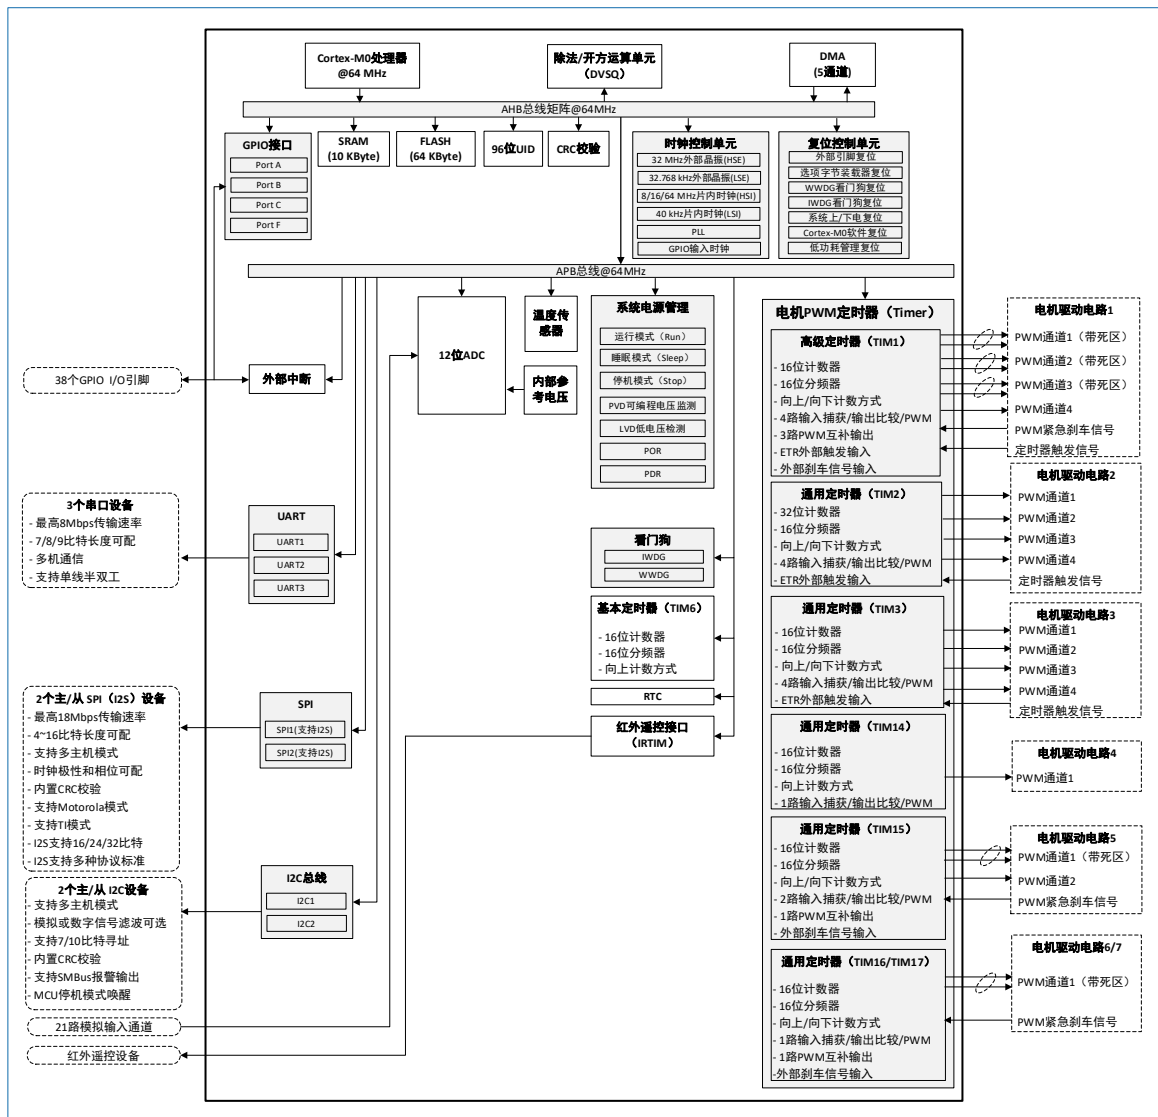 Cortex-M0处理器
@64 MHz
除法/开方运算单元
（DVSQ）
DMA
(5通道)
AHB总线矩阵@64MHz
GPIO接口
Port A
Port B
Port C
Port F
SRAM
(10 KByte)
FLASH
(64 KByte)
96位UID
CRC校验
时钟控制单元
32 MHz外部晶振(HSE)
32.768 kHz外部晶振(LSE)
8/16/64 MHz片内时钟(HSI)
40 kHz片内时钟(LSI)
PLL
GPIO输入时钟
复位控制单元
外部引脚复位
选项字节装载器复位
WWDG看门狗复位
IWDG看门狗复位
系统上/下电复位
Cortex-M0软件复位
低功耗管理复位
APB总线@64MHz
38个GPIO I/O引脚
外部中断
12位ADC
温度传
感器
内部参
考电压
系统电源管理
运行模式（Run）
睡眠模式（Sleep）
停机模式（Stop）
PVD可编程电压监测
LVD低电压检测
POR
PDR
3个串口设备
- 最高8Mbps传输速率
- 7/8/9比特长度可配
- 多机通信
- 支持单线半双工
UART
UART1
UART2
UART3
看门狗
IWDG
WWDG
基本定时器（TIM6）
- 16位计数器
- 16位分频器
- 向上计数方式
RTC
红外遥控接口
（IRTIM）
2个主/从 SPI（I2S）设备
- 最高18Mbps传输速率
- 4~16比特长度可配
- 支持多主机模式
- 时钟极性和相位可配
- 内置CRC校验
- 支持Motorola模式
- 支持TI模式
- I2S支持16/24/32比特
- I2S支持多种协议标准
SPI
SPI1(支持I2S)
SPI2(支持I2S)
2个主/从 I2C设备
- 支持多主机模式
- 模拟或数字信号滤波可选
- 支持7/10比特寻址
- 内置CRC校验
- 支持SMBus报警输出
- MCU停机模式唤醒
I2C总线
I2C1
I2C2
21路模拟输入通道
红外遥控设备
电机PWM定时器（Timer）
高级定时器（TIM1）
- 16位计数器
- 16位分频器
- 向上/向下计数方式
- 4路输入捕获/输出比较/PWM
- 3路PWM互补输出
- ETR外部触发输入
- 外部刹车信号输入
通用定时器（TIM2）
- 32位计数器
- 16位分频器
- 向上/向下计数方式
- 4路输入捕获/输出比较/PWM
- ETR外部触发输入
通用定时器（TIM3）
- 16位计数器
- 16位分频器
- 向上/向下计数方式
- 4路输入捕获/输出比较/PWM
- ETR外部触发输入
通用定时器（TIM14）
- 16位计数器
- 16位分频器
- 向上计数方式
- 1路输入捕获/输出比较/PWM
通用定时器（TIM15）
- 16位计数器
- 16位分频器
- 向上/向下计数方式
- 2路输入捕获/输出比较/PWM
- 1路PWM互补输出
- 外部刹车信号输入
通用定时器（TIM16/TIM17）
- 16位计数器
- 16位分频器
- 向上/向下计数方式
- 1路输入捕获/输出比较/PWM
- 1路PWM互补输出
-外部刹车信号输入
电机驱动电路1
PWM通道1（带死区）
PWM通道2（带死区）
PWM通道3（带死区）
PWM通道4
PWM紧急刹车信号
定时器触发信号
电机驱动电路2
PWM通道1
PWM通道2
PWM通道3
PWM通道4
定时器触发信号
电机驱动电路3
PWM通道1
PWM通道2
PWM通道3
PWM通道4
定时器触发信号
电机驱动电路4
PWM通道1
电机驱动电路5
PWM通道1（带死区）
PWM通道2
PWM紧急刹车信号
电机驱动电路6/7
PWM通道1（带死区）
PWM紧急刹车信号